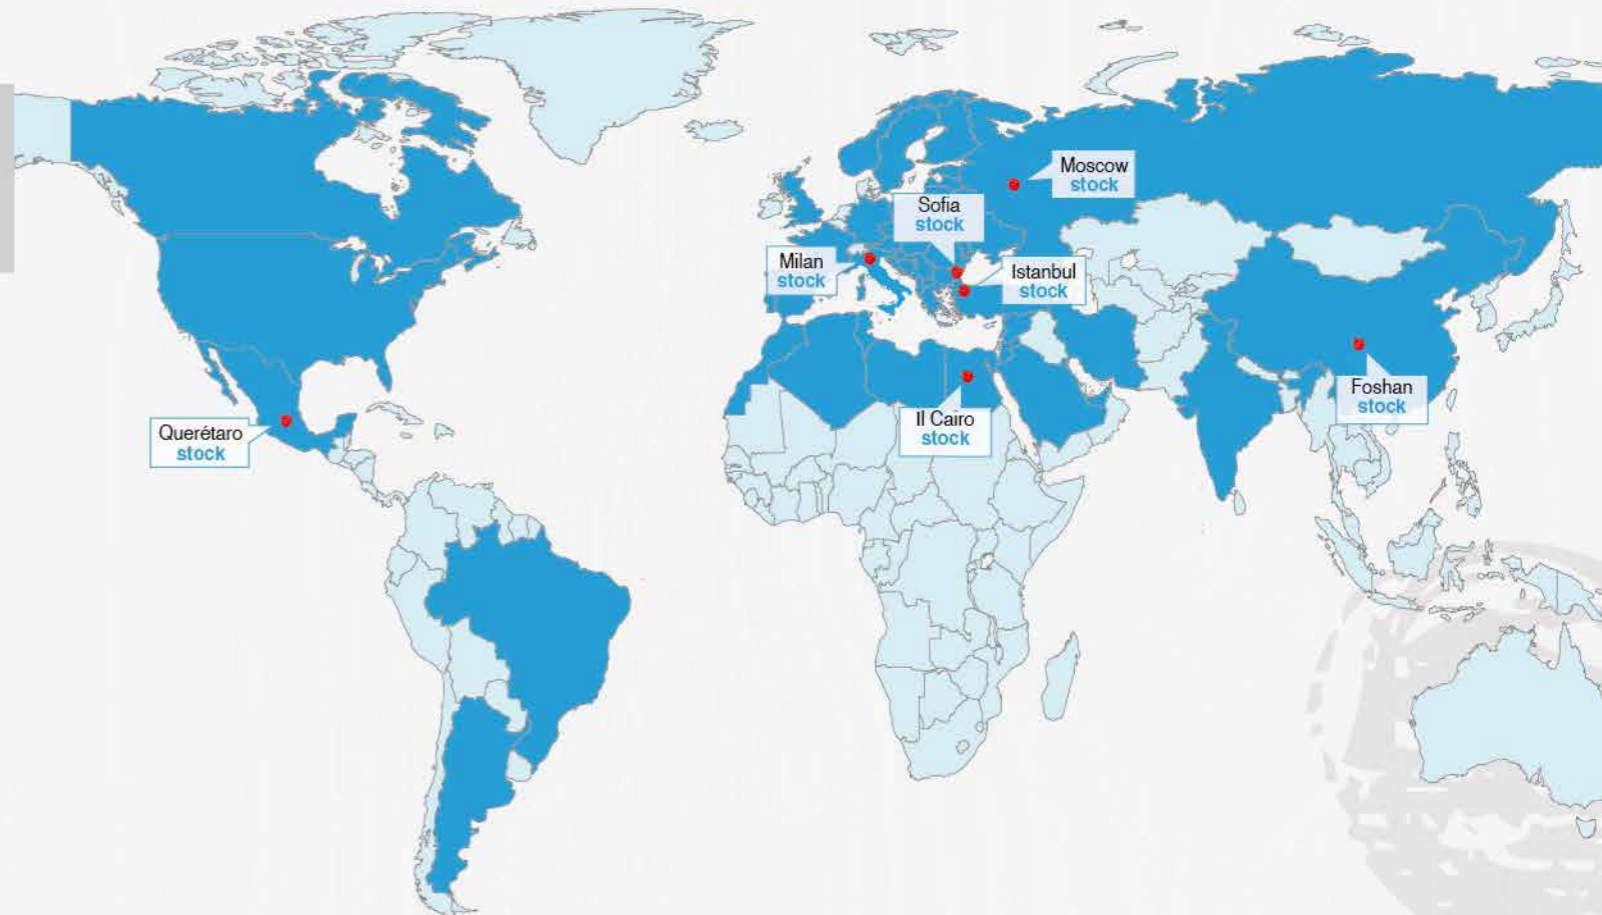 Moscow
stock
Sofia
stock
Milan
stock
Istanbul
stock
Foshan
stock
Il Cairo
stock
Querétaro
stock